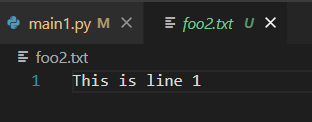 main1.py M
foo2.txt U
foo2.txt
1 This is line 1